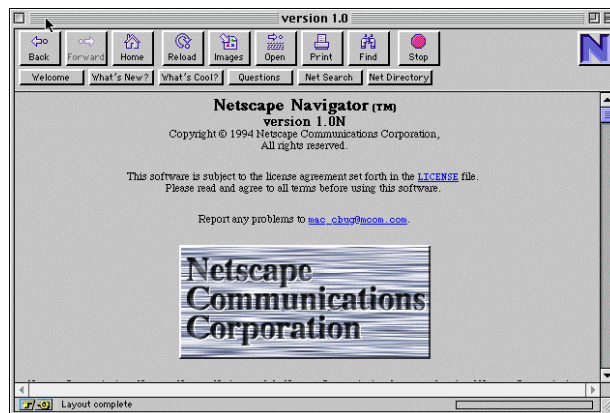 version 1.0
Back Forward Home Reload Images Open Print Find Stop
N
Welcome What's New? What's Cool? Questions Net Search Net Directory
Netscape Navigator (TM)
version 1.0N
Copyright © 1994 Netscape Communications Corporation,
All rights reserved.
This software is subject to the license agreement set forth in the LICENSE file.
Please read and agree to all terms before using this software.
Report any problems to mac_cbug@mcom.com.
Netscape
Communications
Corporation
Layout complete